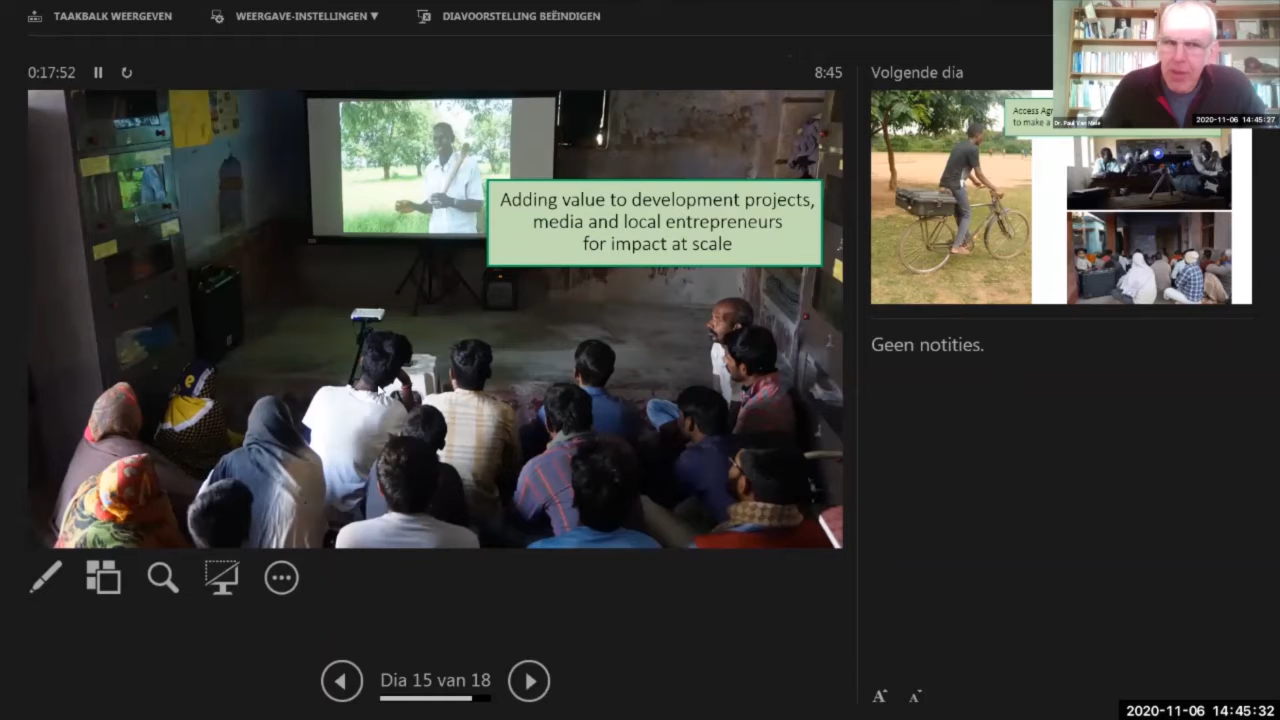 TAAKBALK WEERGEVEN
WEERGAVE-INSTELLINGEN ▼
DIAVOORSTELLING BEËINDIGEN
0:17:52
8:45
Volgende dia
Adding value to development projects,
media and local entrepreneurs
for impact at scale
Access Agr
to make a
2020-11-06 14:45:27
Geen notities.
Dia 15 van 18
A A
2020-11-06 14:45:32